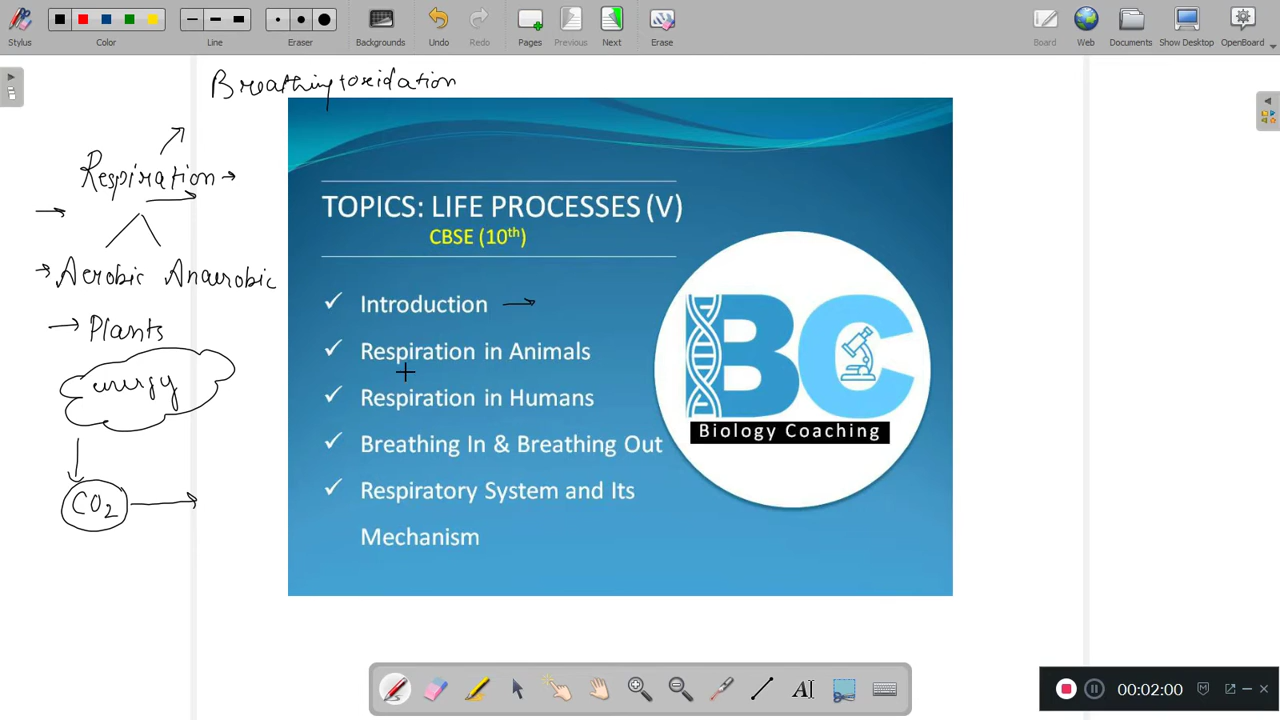 Stylus
Color
Line
Eraser
Backgrounds
Undo
Redo
Pages
Previous
Next
Erase
Board
Web
Documents
Show Desktop
OpenBoard
Breathing + oxidation
Respiration
Aerobic Anaerobic
Plants
energy
CO2
TOPICS: LIFE PROCESSES (V)
CBSE (10th)
✓ Introduction
✓ Respiration in Animals
✓ Respiration in Humans
✓ Breathing In & Breathing Out
✓ Respiratory System and Its
Mechanism
BC
Biology Coaching
AI
00:02:00